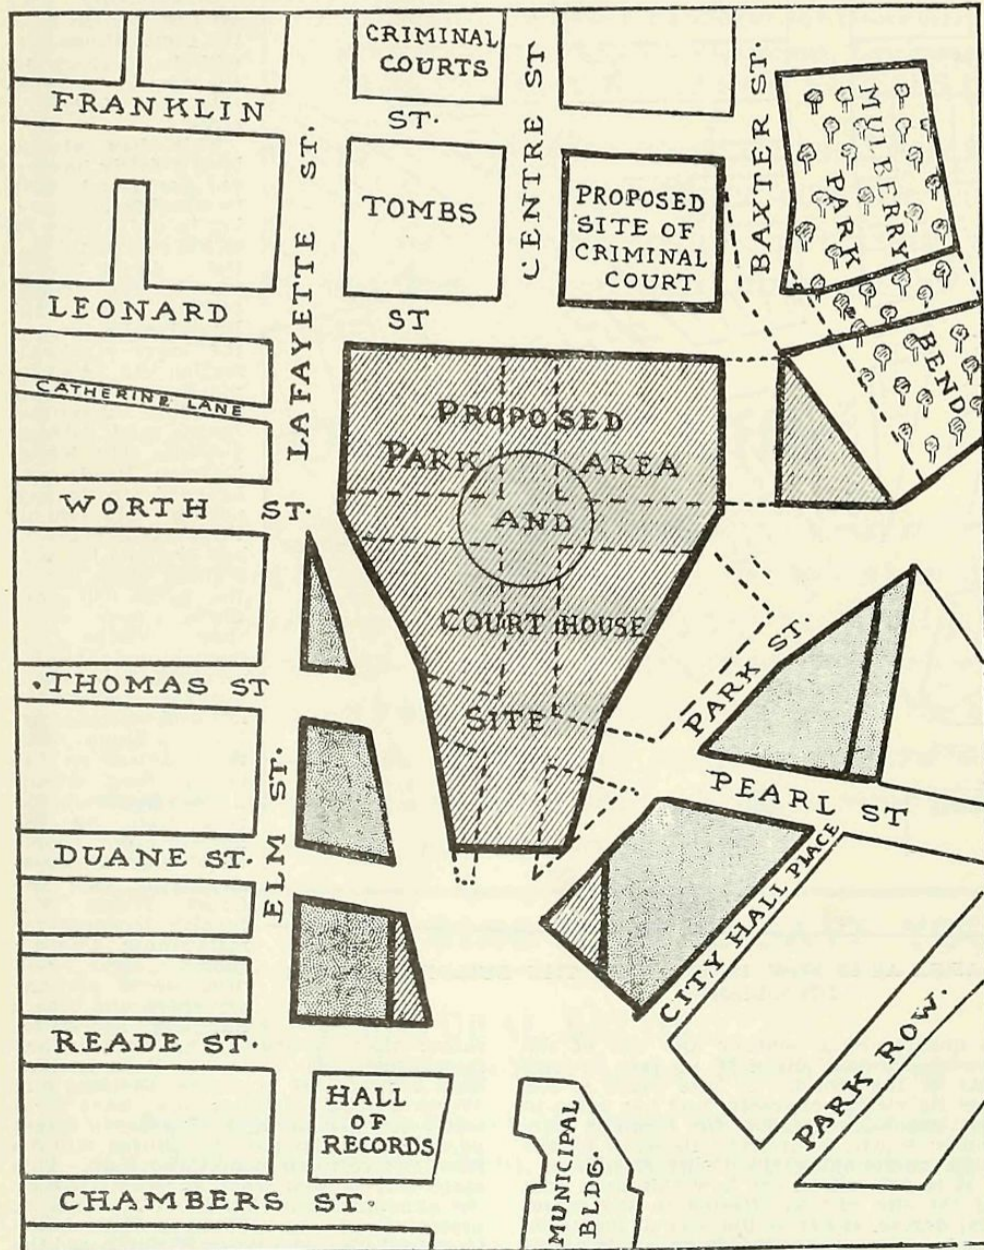 CRIMINAL
COURTS
FRANKLIN
ST.
LAFAYETTE ST.
CENTRE ST
BAXTER ST.
MULBERRY
PARK
BEND
TOMBS
PROPOSED
SITE OF
CRIMINAL
COURT
LEONARD
ST
CATHERINE LANE
PROPOSED
PARK AREA
AND
COURT HOUSE
SITE
WORTH ST.
THOMAS ST
PARK ST.
PEARL ST
ELM ST.
DUANE ST.
CITY HALL PLACE
READE ST.
PARK ROW.
HALL
OF
RECORDS
MUNICIPAL
BLDG.
CHAMBERS ST.